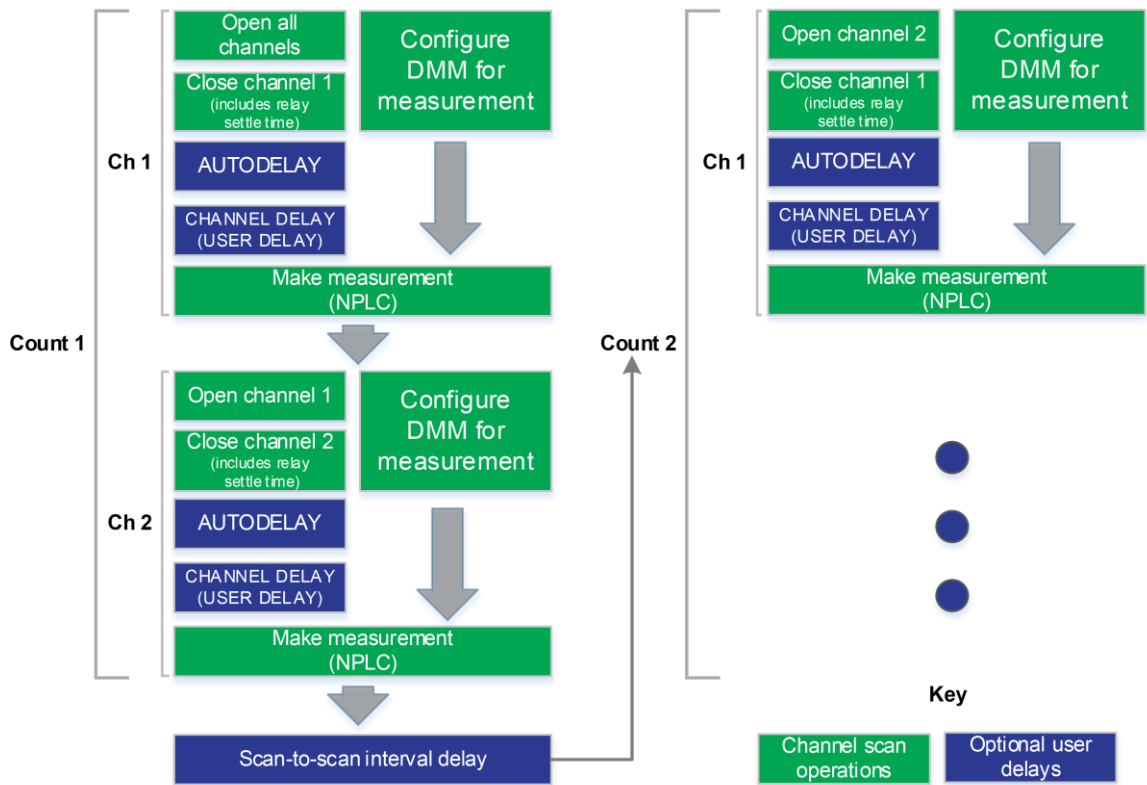 Count 1
Ch 1
Open all
channels
Close channel 1
(includes relay
settle time)
AUTODELAY
CHANNEL DELAY
(USER DELAY)
Configure
DMM for
measurement
Make measurement
(NPLC)
Ch 2
Open channel 1
Close channel 2
(includes relay
settle time)
AUTODELAY
CHANNEL DELAY
(USER DELAY)
Configure
DMM for
measurement
Make measurement
(NPLC)
Scan-to-scan interval delay
Count 2
Ch 1
Open channel 2
Close channel 1
(includes relay
settle time)
AUTODELAY
CHANNEL DELAY
(USER DELAY)
Configure
DMM for
measurement
Make measurement
(NPLC)
Key
Channel scan
operations
Optional user
delays